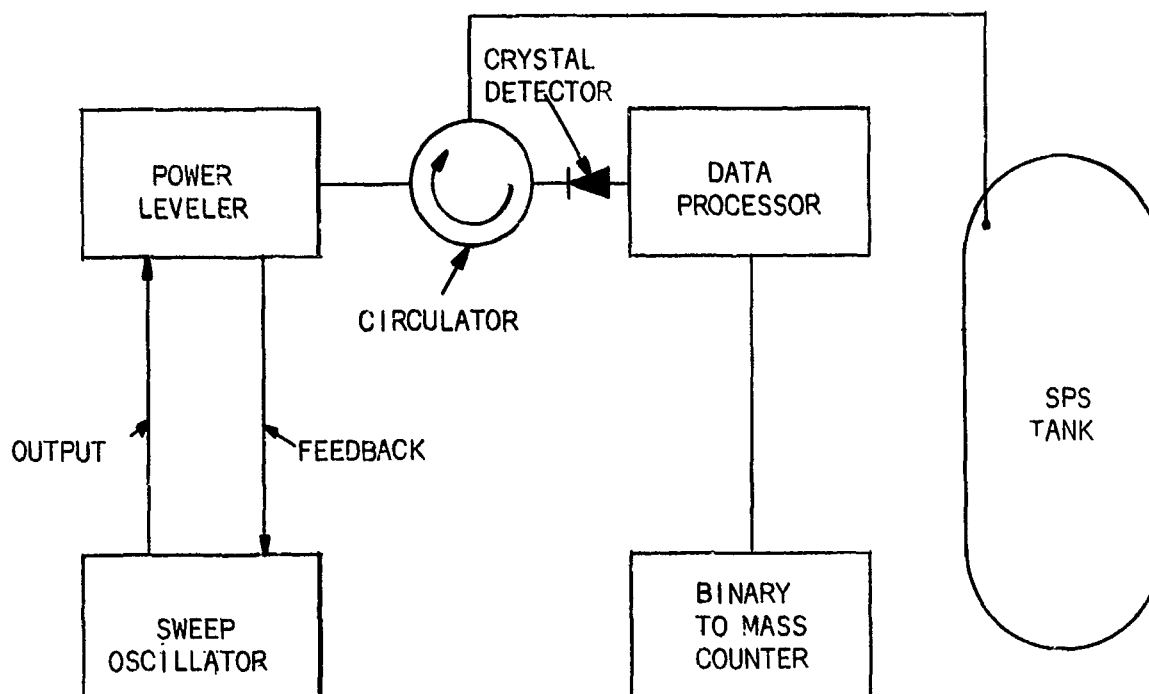 CRYSTAL
DETECTOR
POWER
LEVELER
DATA
PROCESSOR
CIRCULATOR
SPS
TANK
OUTPUT
FEEDBACK
SWEEP
OSCILLATOR
BINARY
TO MASS
COUNTER